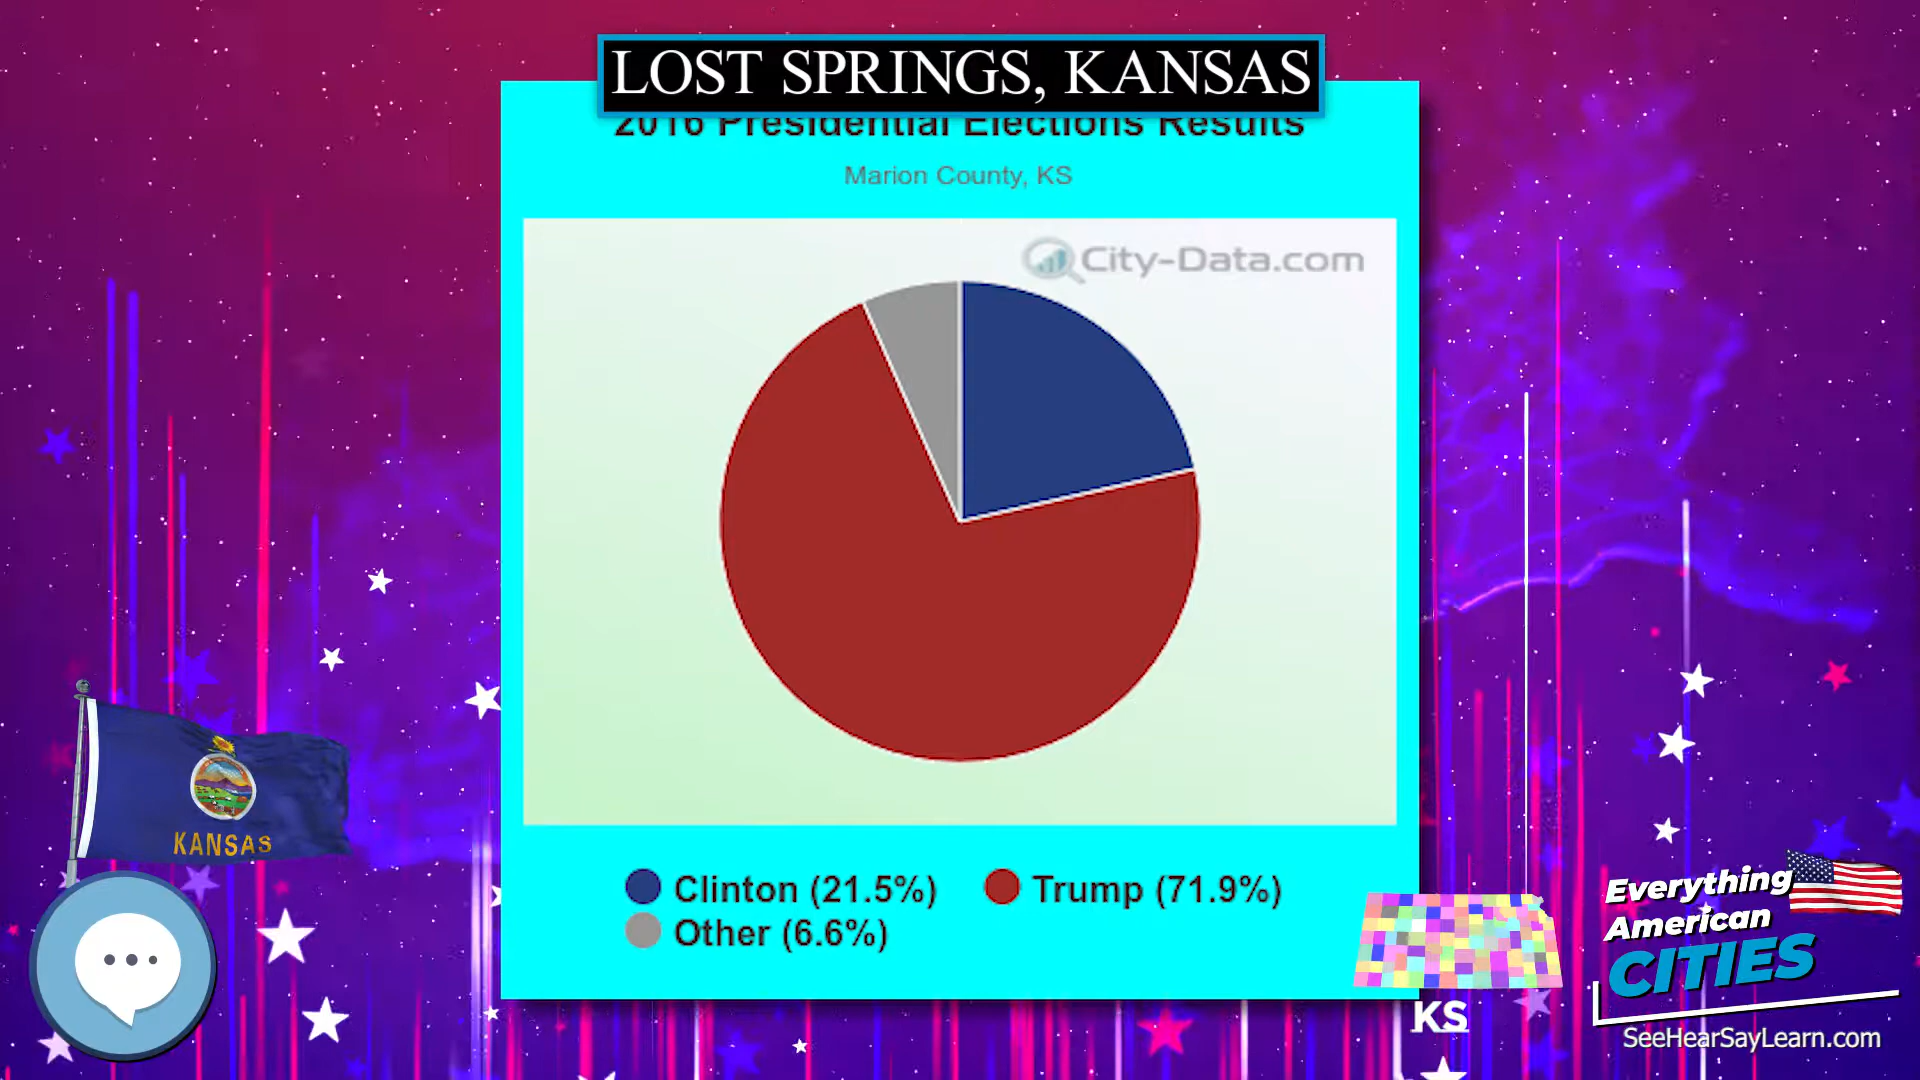 LOST SPRINGS, KANSAS
2016 Presidential Elections Results
Marion County, KS
City-Data.com
Clinton (21.5%) Trump (71.9%)
Other (6.6%)
KANSAS
KS
Everything
American
CITIES
SeeHearSayLearn.com